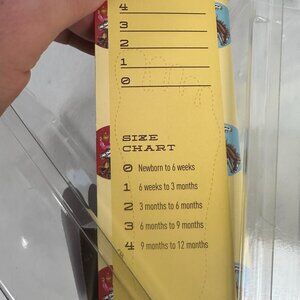 4
3
2
1
0
SIZE
CHART
0 Newborn to 6 weeks
1 6 weeks to 3 months
2 3 months to 6 months
3 6 months to 9 months
4 9 months to 12 months